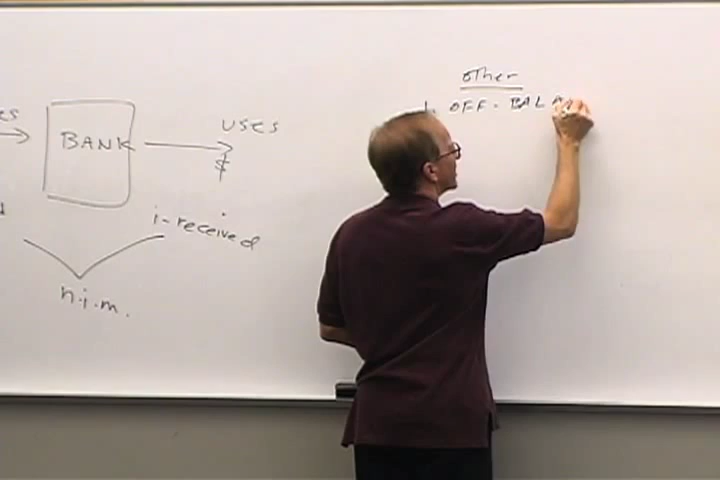 other
1. OFF-BAL A
BANK
uses
$
i-received
n.i.m.